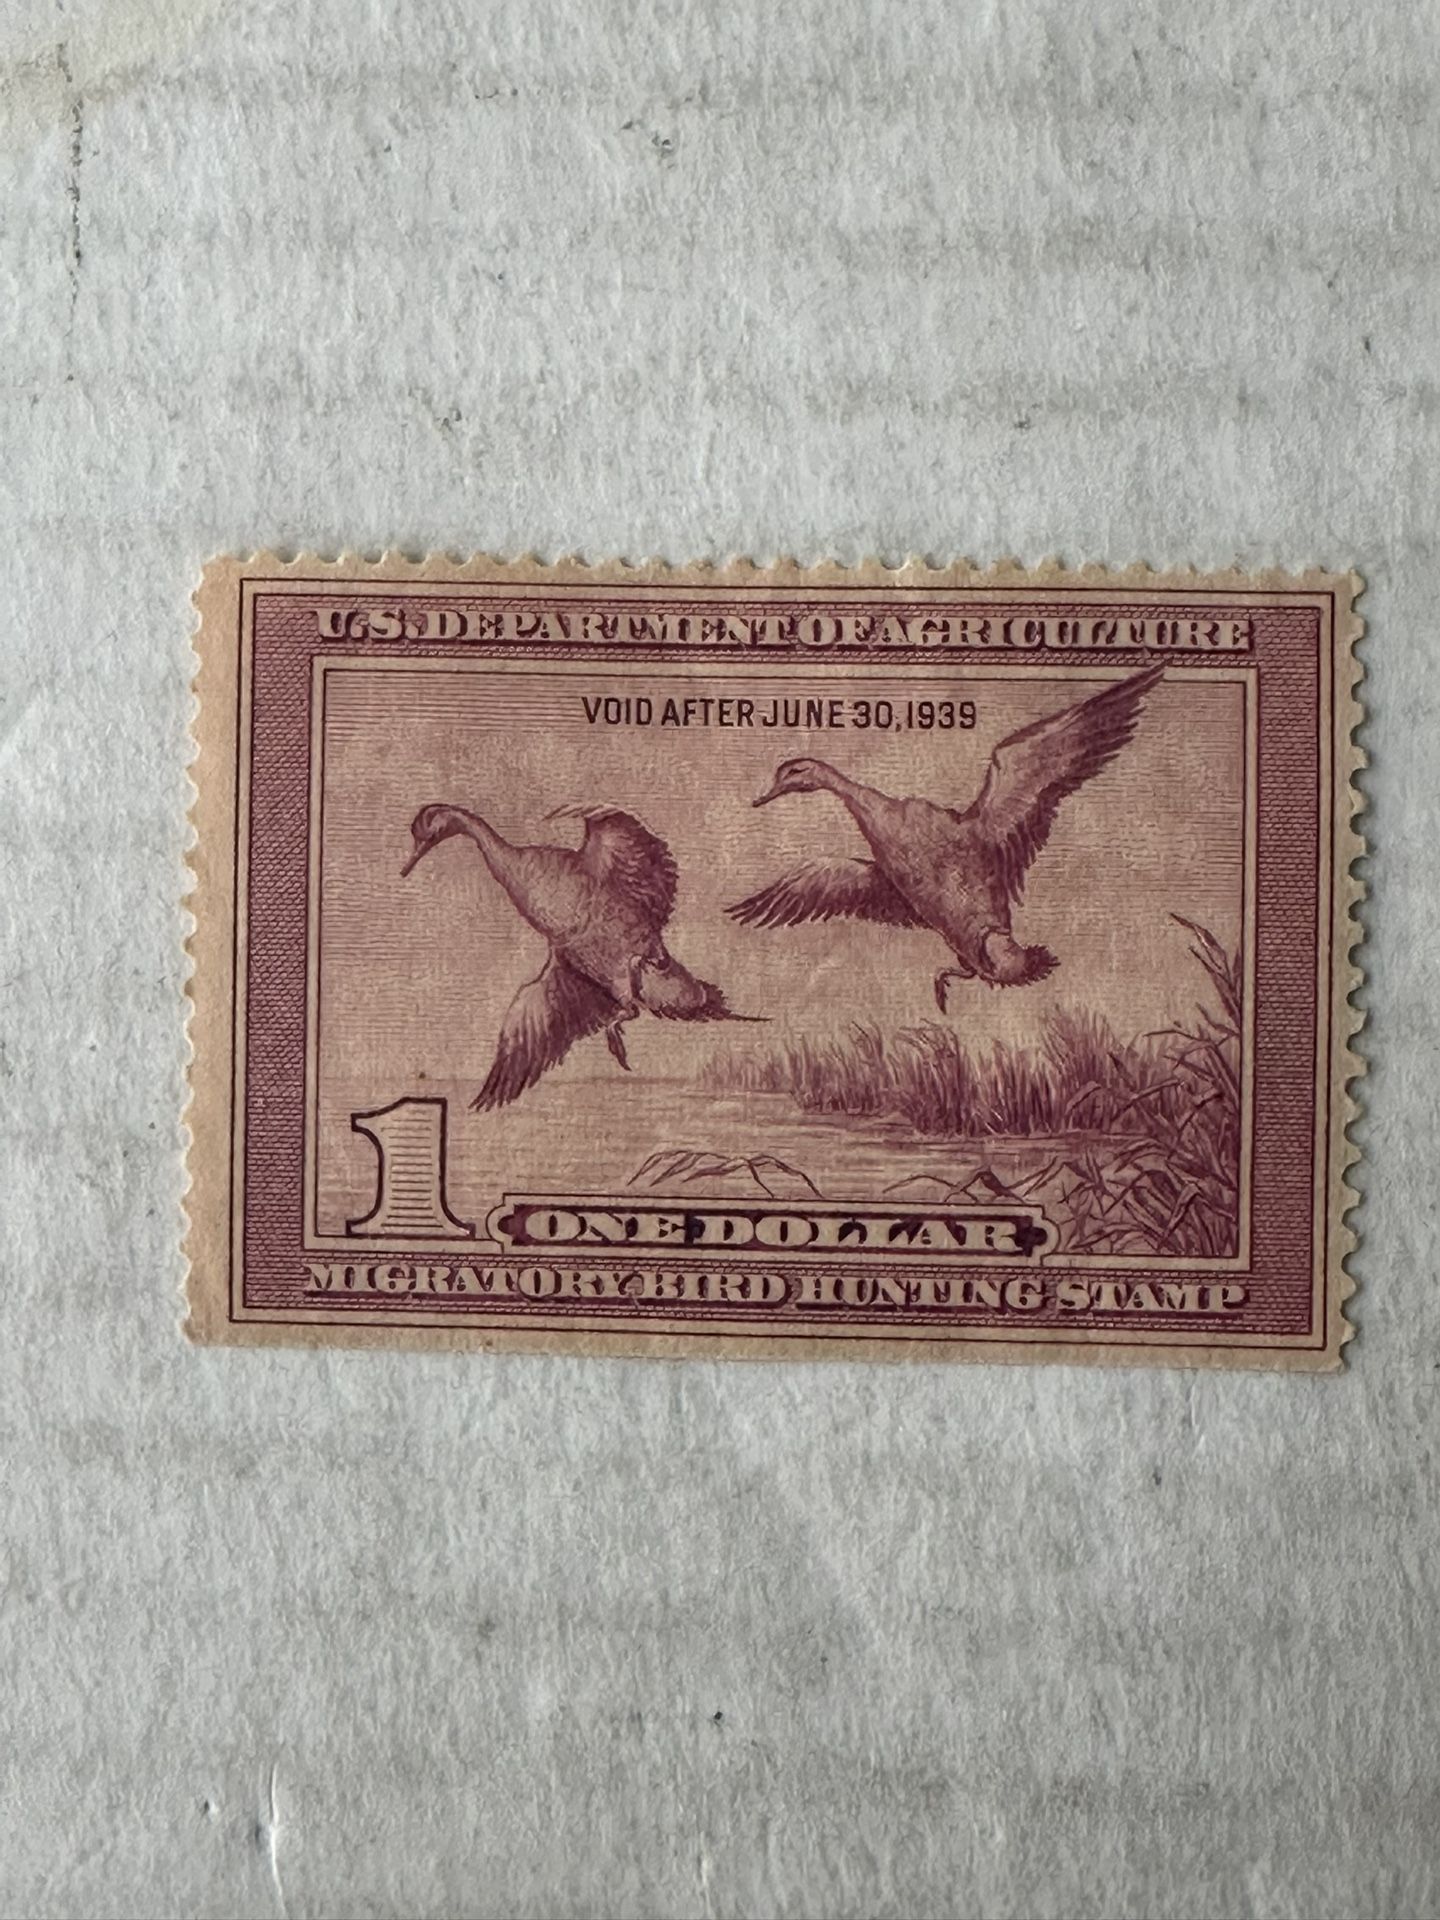 U.S. DEPARTMENT OF AGRICULTURE
VOID AFTER JUNE 30, 1939
1
ONE DOLLAR
MIGRATORY BIRD HUNTING STAMP